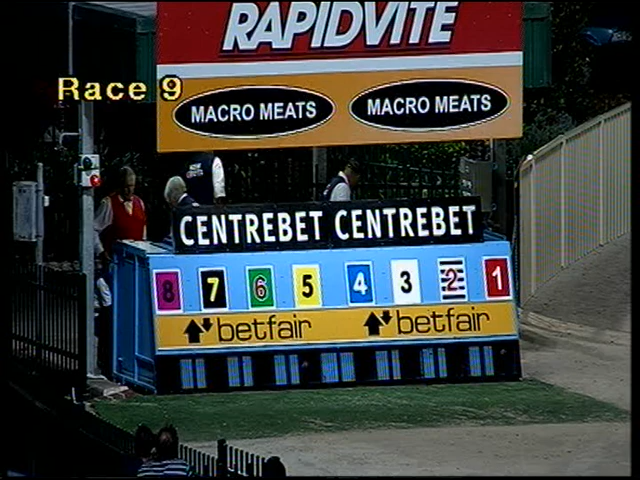 RAPIDVITE
Race 9
MACRO MEATS MACRO MEATS
CENTREBET CENTREBET
8 7 6 5 4 3 2 1
betfair betfair